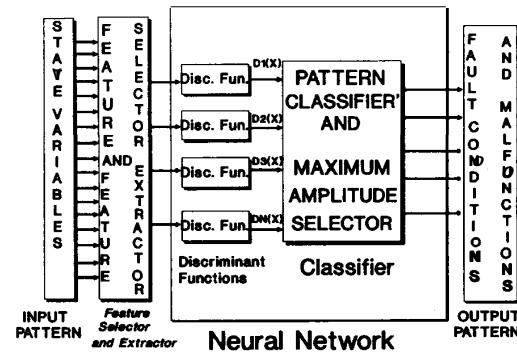 STATE VARIABLES
FEATURE AND FEATURE
SELECTOR EXTRACTOR
Disc. Fun.
Disc. Fun.
Disc. Fun.
Disc. Fun.
D1(X)
D2(X)
D3(X)
DN(X)
Discriminant
Functions
PATTERN
CLASSIFIER'
AND
MAXIMUM
AMPLITUDE
SELECTOR
Classifier
FAULT CONDITIONS
AND MALFUNCTIONS
INPUT
PATTERN
Feature
Selector
and Extractor
Neural Network
OUTPUT
PATTERN